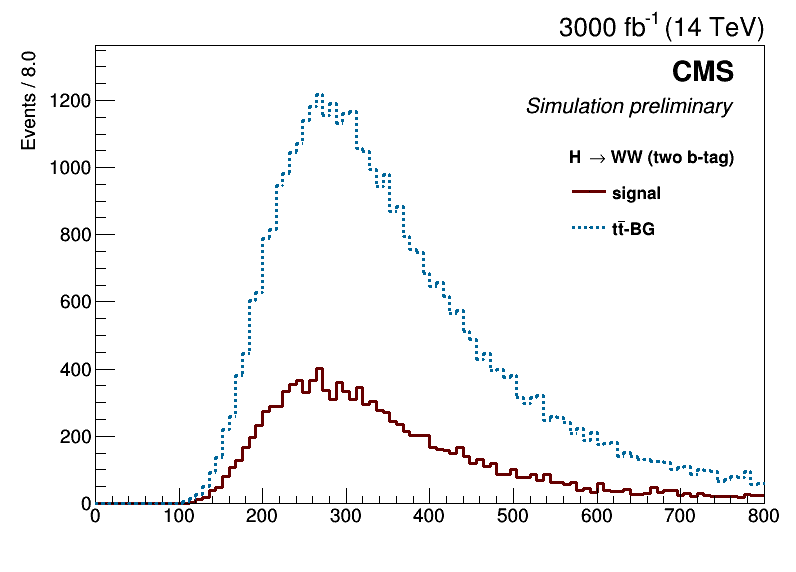 3000 fb⁻¹ (14 TeV)
Events / 8.0
CMS
Simulation preliminary
H → WW (two b-tag)
signal
tt̄-BG
1200
1000
800
600
400
200
0
0 100 200 300 400 500 600 700 800